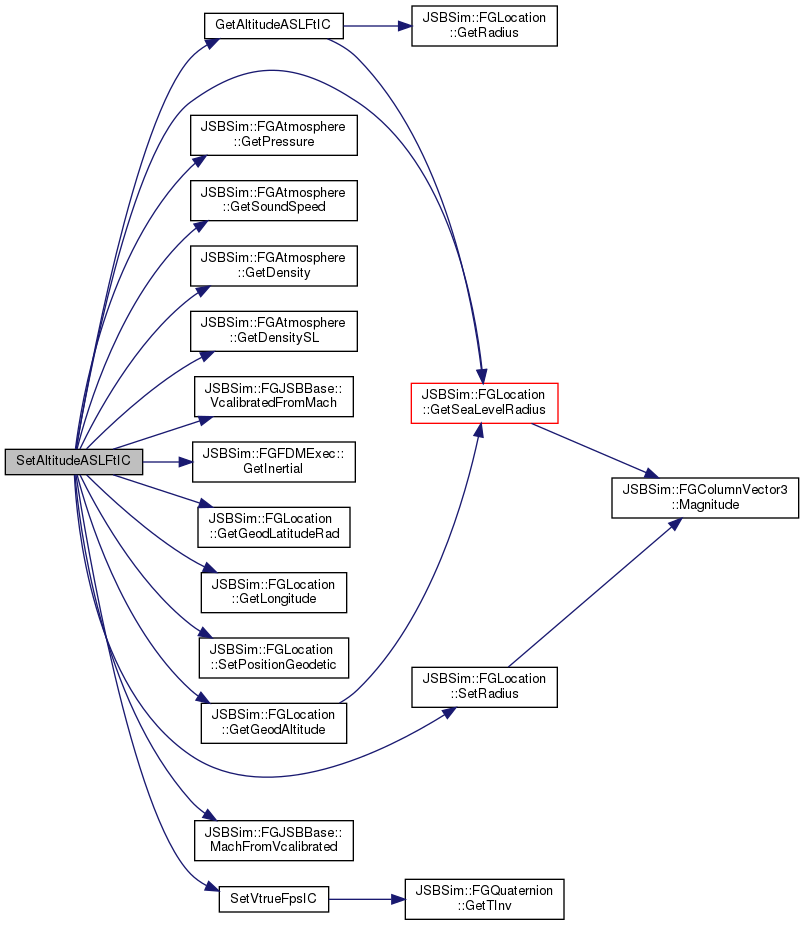 GetAltitudeASLFtIC
JSBSim::FGLocation
::GetRadius
JSBSim::FGAtmosphere
::GetPressure
JSBSim::FGAtmosphere
::GetSoundSpeed
JSBSim::FGAtmosphere
::GetDensity
JSBSim::FGAtmosphere
::GetDensitySL
JSBSim::FGJSBBase::
VcalibratedFromMach
JSBSim::FGLocation
::GetSeaLevelRadius
SetAltitudeASLFtIC
JSBSim::FGFDMExec::
GetInertial
JSBSim::FGColumnVector3
::Magnitude
JSBSim::FGLocation
::GetGeodLatitudeRad
JSBSim::FGLocation
::GetLongitude
JSBSim::FGLocation
::SetPositionGeodetic
JSBSim::FGLocation
::SetRadius
JSBSim::FGLocation
::GetGeodAltitude
JSBSim::FGJSBBase::
MachFromVcalibrated
SetVtrueFpsIC
JSBSim::FGQuaternion
::GetTInv